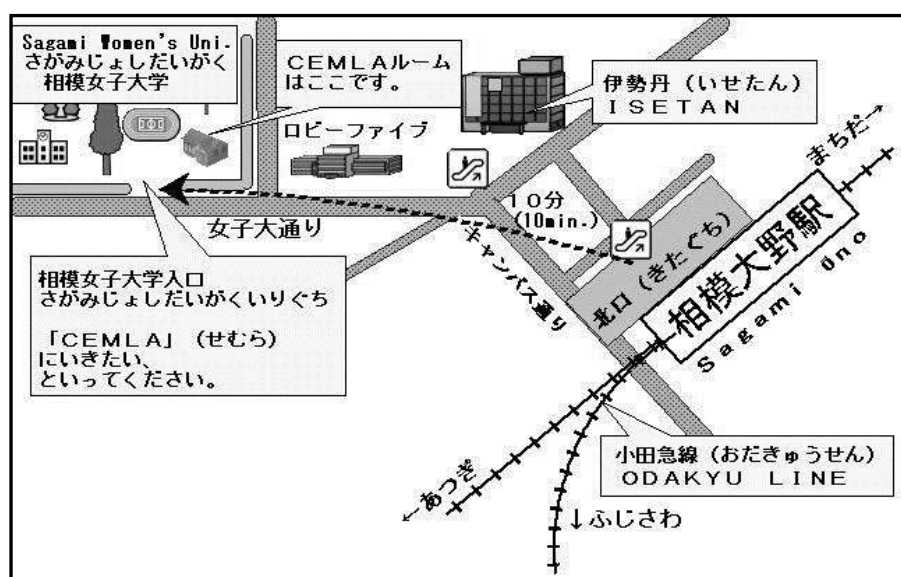 Sagami Women's Uni.
さがみじょしだいがく
相模女子大学
ＣＥＭＬＡルーム
はここです。
伊勢丹（いせたん）
ＩＳＥＴＡＮ
ロビーファイブ
まちだ→
１０分
(10min.)
女子大通り
キャンバス通り
北口（きたぐち）
相模大野駅
Sagami Üno
相模女子大学入口
さがみじょしだいがくいりぐち
「ＣＥＭＬＡ」（せむら）
にいきたい、
といってください。
小田急線（おだきゅうせん）
ＯＤＡＫＹＵ　ＬＩＮＥ
←あつぎ
↓ふじさわ